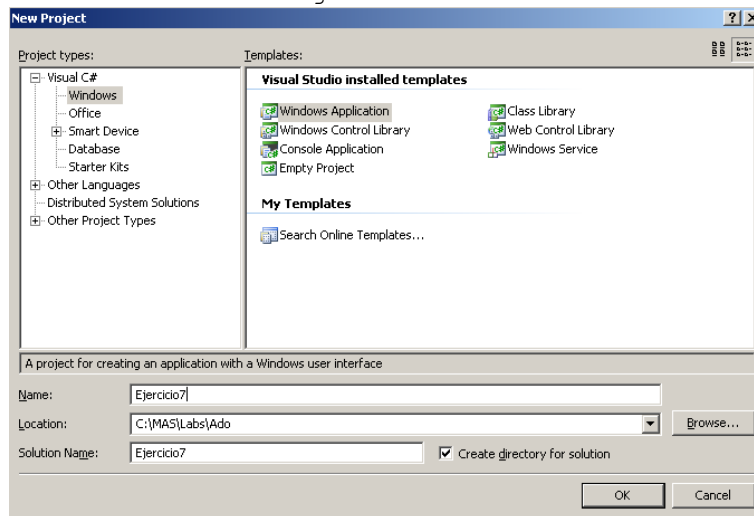 New Project
Project types:
Templates:
Visual C#
Windows
Office
Smart Device
Database
Starter Kits
Other Languages
Distributed System Solutions
Other Project Types
Visual Studio installed templates
Windows Application
Class Library
Windows Control Library
Web Control Library
Console Application
Windows Service
Empty Project
My Templates
Search Online Templates...
A project for creating an application with a Windows user interface
Name:
Ejercicio7
Location:
C:\MAS\Labs\Ado
Browse...
Solution Name:
Ejercicio7
Create directory for solution
OK
Cancel